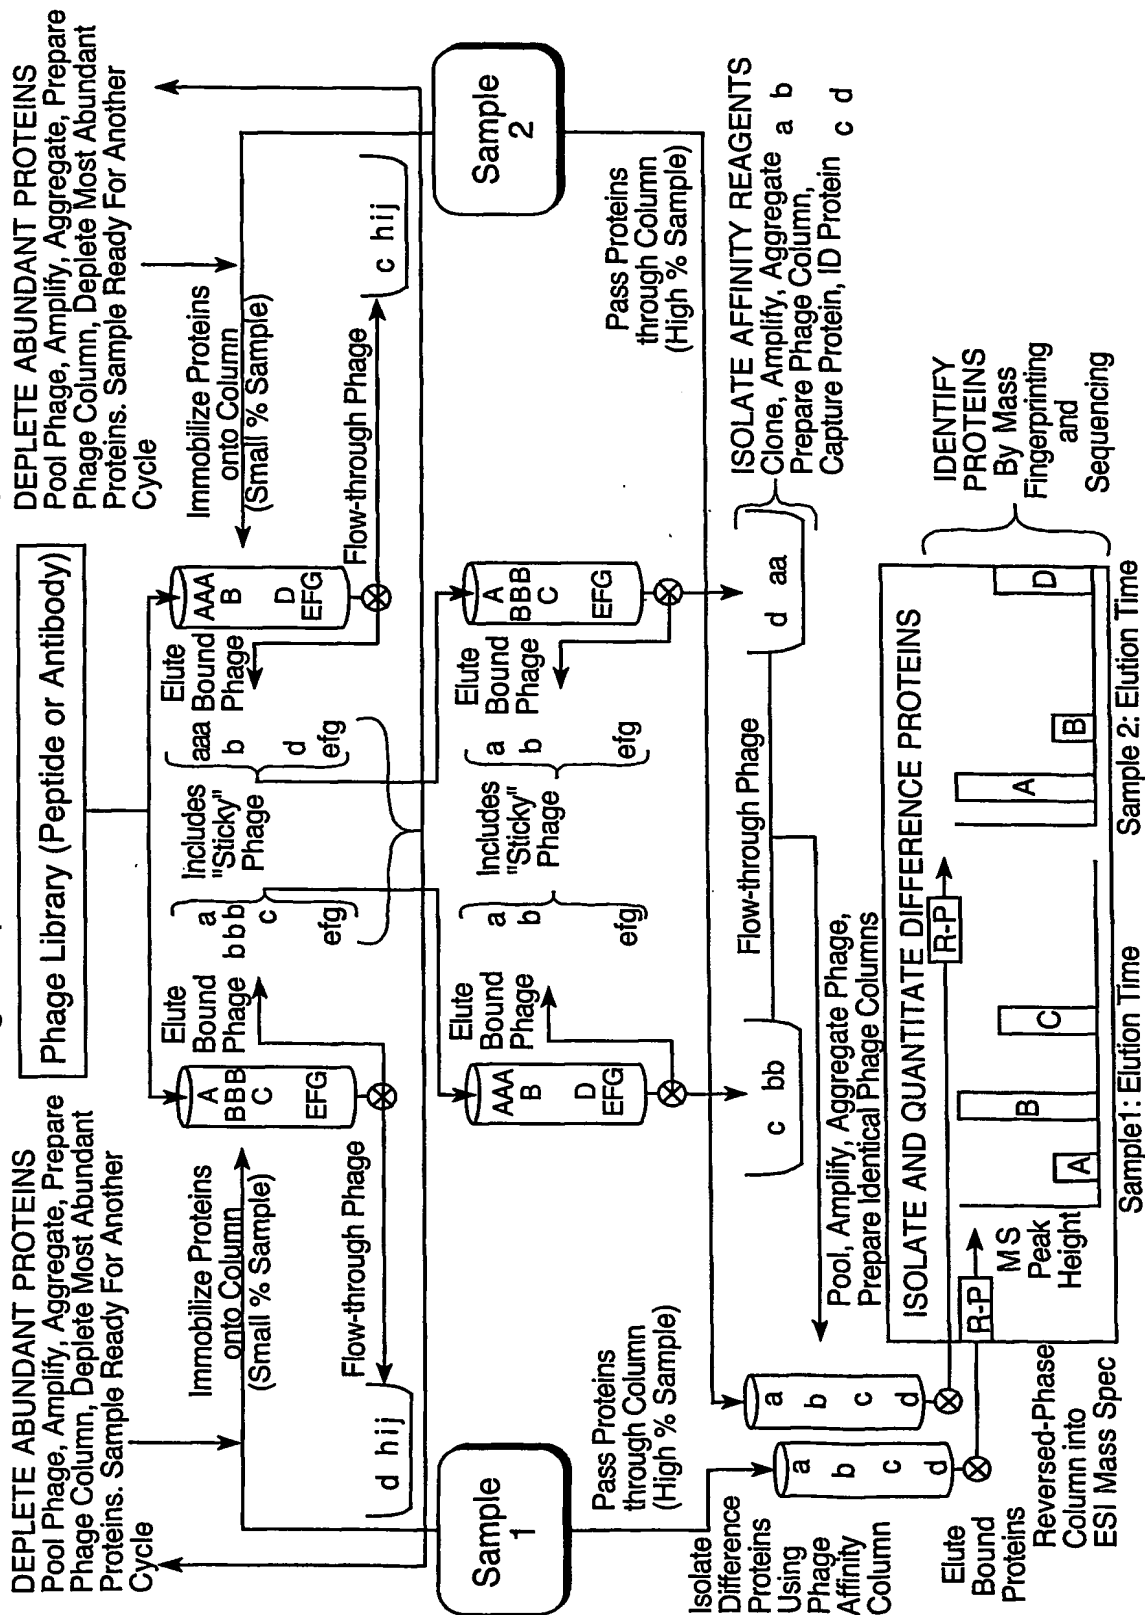 DEPLETE ABUNDANT PROTEINS
Pool Phage, Amplify, Aggregate, Prepare
Phage Column, Deplete Most Abundant
Proteins. Sample Ready For Another
Cycle
Phage Library (Peptide or Antibody)
DEPLETE ABUNDANT PROTEINS
Pool Phage, Amplify, Aggregate, Prepare
Phage Column, Deplete Most Abundant
Proteins. Sample Ready For Another
Cycle
Immobilize Proteins
onto Column
(Small % Sample)
A
BBB
C
EFG
Elute
Bound
Phage
a
bbb
c
efg
Includes
"Sticky"
Phage
aaa
b
d
efg
Elute
Bound
Phage
AAA
B
D
EFG
Immobilize Proteins
onto Column
(Small % Sample)
Flow-through Phage
d hij
Flow-through Phage
c hij
Sample
1
Sample
2
AAA
B
D
EFG
Elute
Bound
Phage
a
b
efg
Includes
"Sticky"
Phage
a
b
efg
Elute
Bound
Phage
A
BBB
C
EFG
Pass Proteins
through Column
(High % Sample)
Pass Proteins
through Column
(High % Sample)
c bb
Flow-through Phage
d aa
ISOLATE AFFINITY REAGENTS
Clone, Amplify, Aggregate a b
Prepare Phage Column,
Capture Protein, ID Protein c d
Isolate
Difference
Proteins
Using
Phage
Affinity
Column
a
b
c
d
a
b
c
d
Pool, Amplify, Aggregate Phage,
Prepare Identical Phage Columns
Elute
Bound
Proteins
Reversed-Phase
Column into
ESI Mass Spec
R-P
R-P
ISOLATE AND QUANTITATE DIFFERENCE PROTEINS
MS
Peak
Height
A
B
C
A
B
D
Sample1: Elution Time
Sample 2: Elution Time
IDENTIFY
PROTEINS
By Mass
Fingerprinting
and
Sequencing